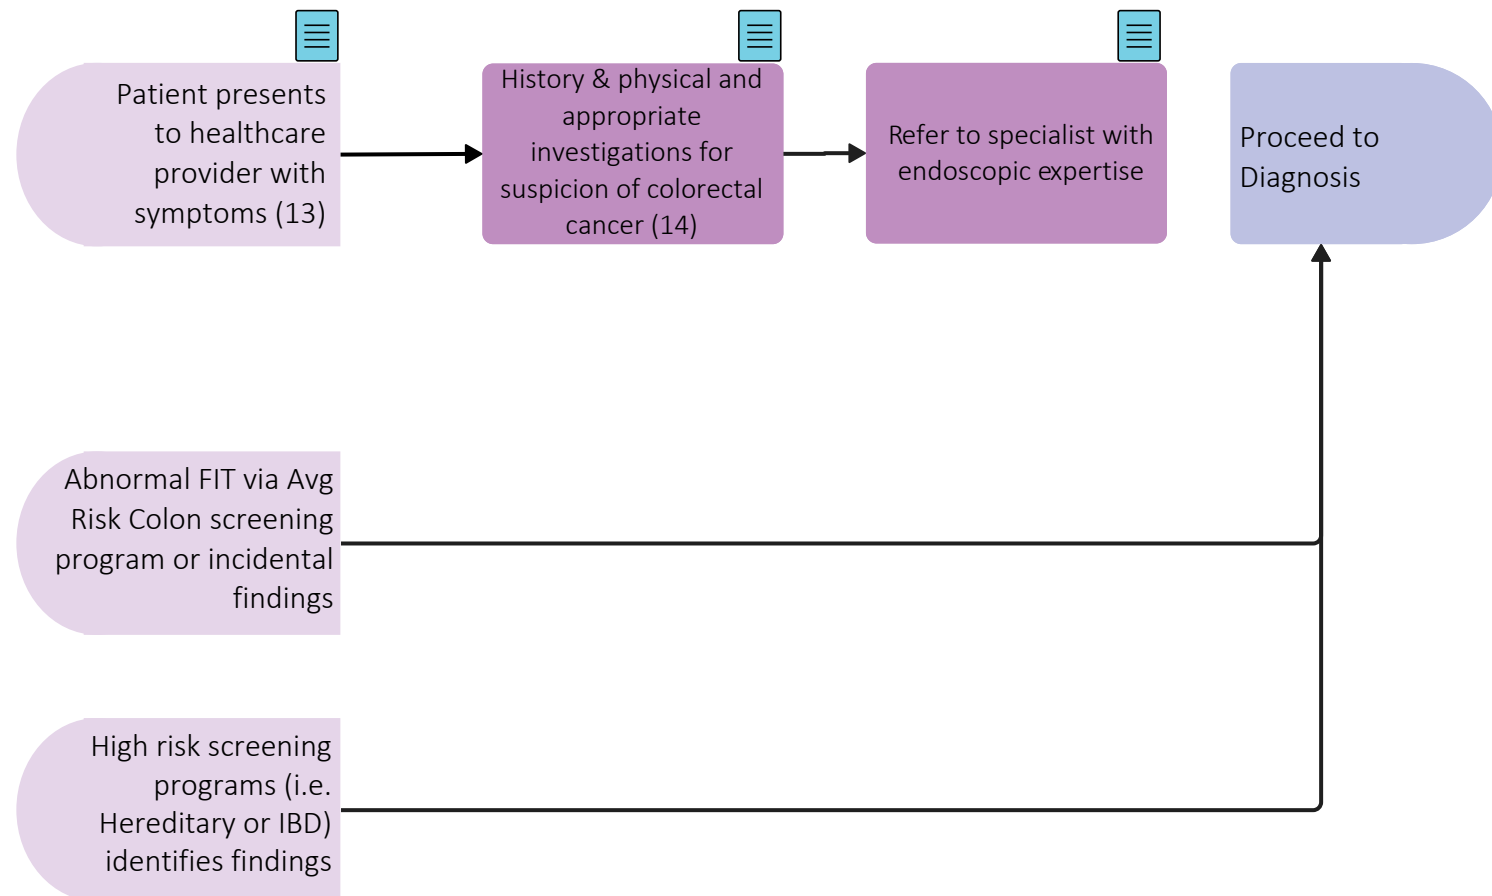 Patient presents
to healthcare
provider with
symptoms (13)
History & physical and
appropriate
investigations for
suspicion of colorectal
cancer (14)
Refer to specialist with
endoscopic expertise
Proceed to
Diagnosis
Abnormal FIT via Avg
Risk Colon screening
program or incidental
findings
High risk screening
programs (i.e.
Hereditary or IBD)
identifies findings